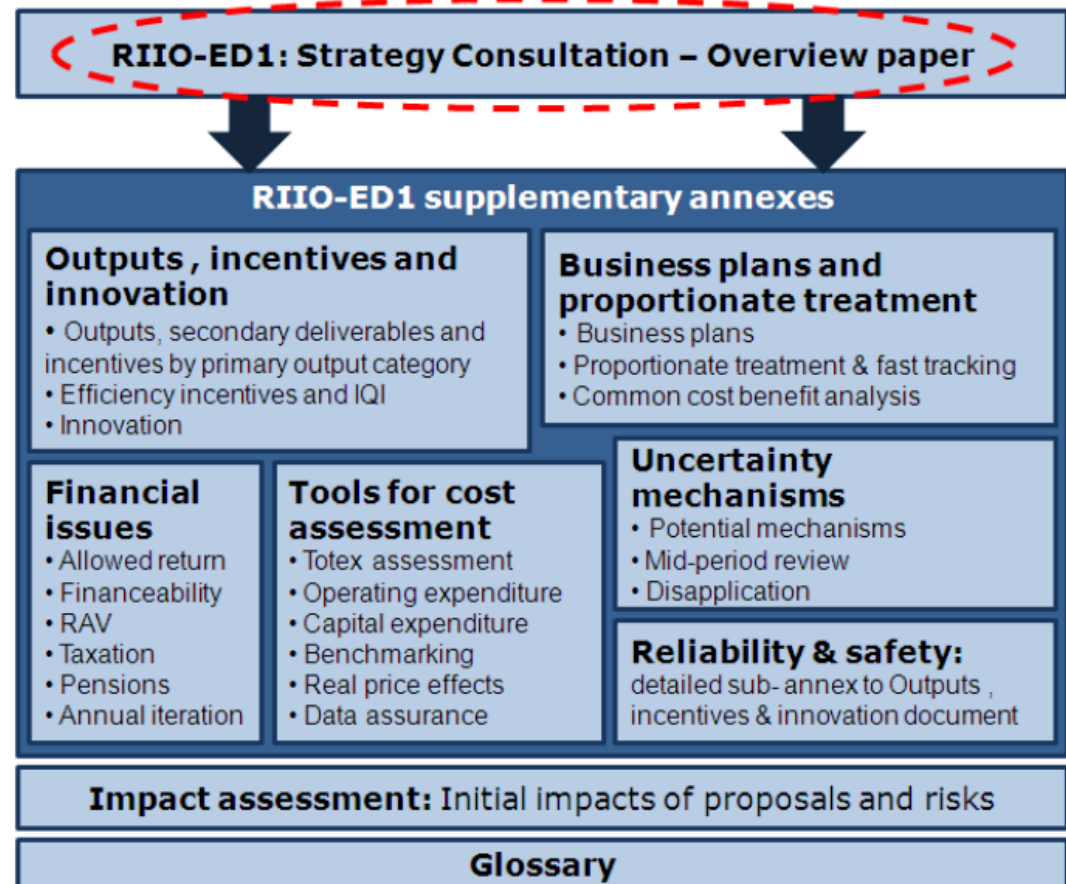 RIIO-ED1: Strategy Consultation – Overview paper
RIIO-ED1 supplementary annexes
Outputs , incentives and
innovation
• Outputs, secondary deliverables and
incentives by primary output category
• Efficiency incentives and IQI
• Innovation
Business plans and
proportionate treatment
• Business plans
• Proportionate treatment & fast tracking
• Common cost benefit analysis
Financial
issues
• Allowed return
• Financeability
• RAV
• Taxation
• Pensions
• Annual iteration
Tools for cost
assessment
• Totex assessment
• Operating expenditure
• Capital expenditure
• Benchmarking
• Real price effects
• Data assurance
Uncertainty
mechanisms
• Potential mechanisms
• Mid-period review
• Disapplication
Reliability & safety:
detailed sub- annex to Outputs ,
incentives & innovation document
Impact assessment: Initial impacts of proposals and risks
Glossary